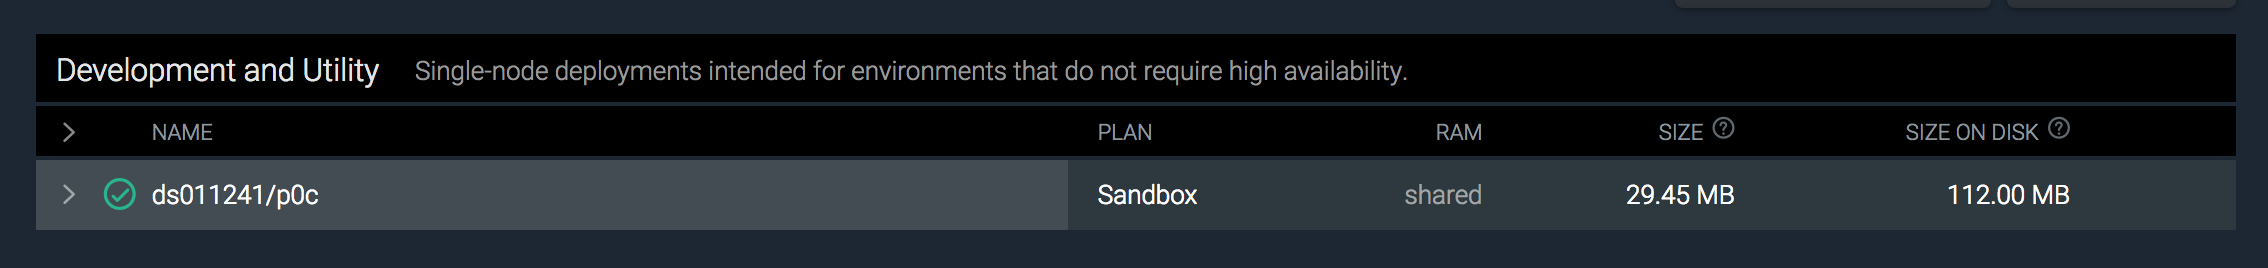 Development and Utility Single-node deployments intended for environments that do not require high availability.
NAME PLAN RAM SIZE SIZE ON DISK
ds011241/p0c Sandbox shared 29.45 MB 112.00 MB